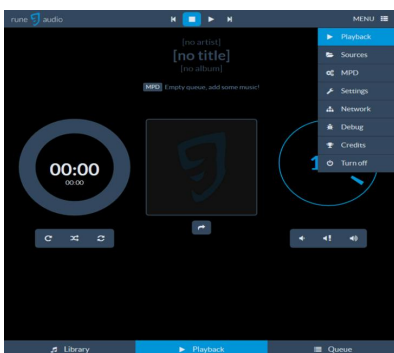 rune audio
MENU
[no artist]
[no title]
[no album]
MPD Empty queue, add some music!
Playback
Sources
MPD
Settings
Network
Debug
Credits
Turn off
00:00
00:00
Library
Playback
Queue